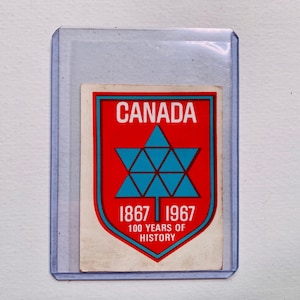 CANADA
1867 1967
100 YEARS OF
HISTORY